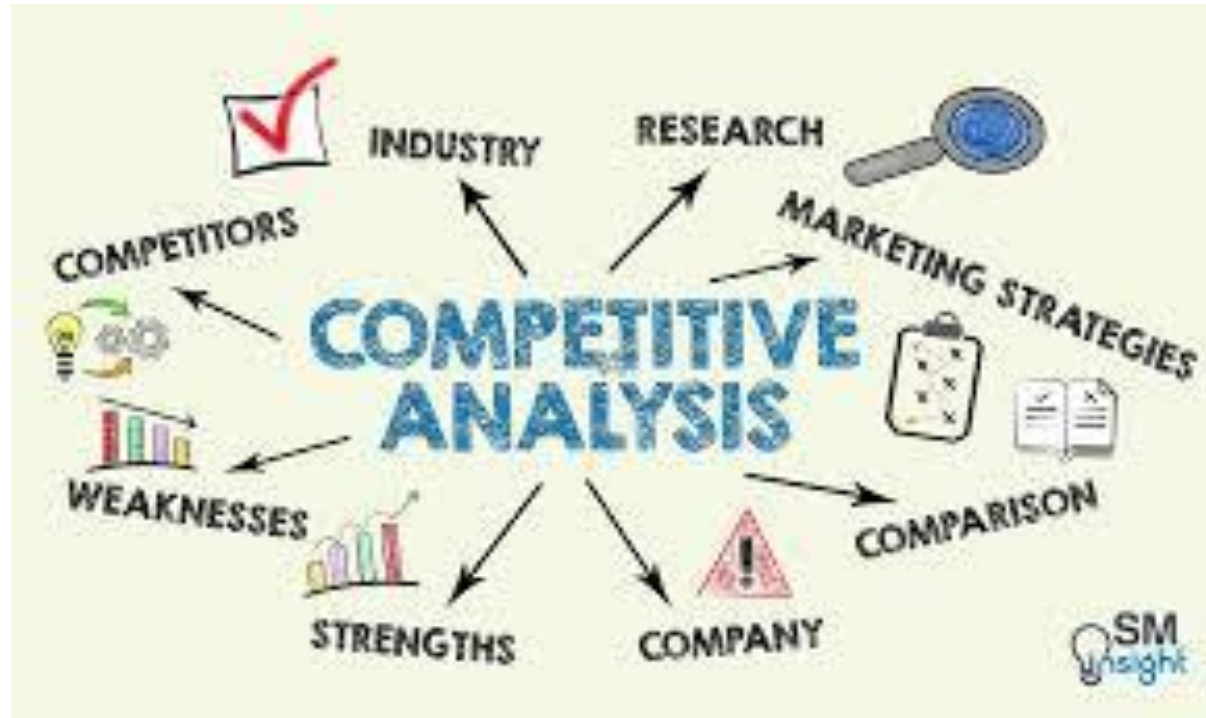 INDUSTRY
RESEARCH
COMPETITORS
MARKETING STRATEGIES
COMPETITIVE
ANALYSIS
WEAKNESSES
COMPARISON
STRENGTHS
COMPANY
SM
insight